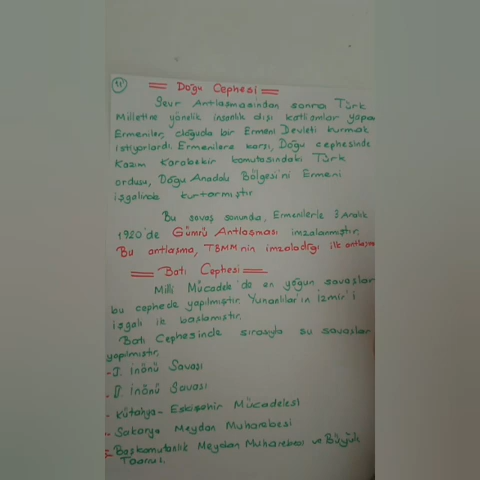 11
Doğu Cephesi
Sevr Antlaşmasından sonra Türk
Milletine yönelik insanlık dışı katliamlar yapan
Ermeniler, doğuda bir Ermeni Devleti kurmak
istiyorlardı. Ermenilere karşı, Doğu cephesinde
Kazım Karabekir komutasındaki Türk
ordusu, Doğu Anadolu Bölgesi'ni Ermeni
işgalinde kurtarmıştır
Bu savaş sonunda, Ermenilerle 3 Aralık
1920'de Gümrü Antlaşması imzalanmıştır.
Bu antlaşma, TBMM'nin imzaladığı ilk antlaşma
Batı Cephesi
Milli Mücadele'de en yoğun savaşlar
bu cephede yapılmıştır. Yunanlılar'ın İzmir'i
işgali ilk başlamıştır.
Batı Cephesinde sırasıyla şu savaşlar
yapılmıştır.
- I. İnönü Savaşı
- II. İnönü Savaşı
- Kütahya - Eskişehir Mücadelesi
- Sakarya Meydan Muharebesi
- Başkomutanlık Meydan Muharebesi ve Büyük
Taaruz.